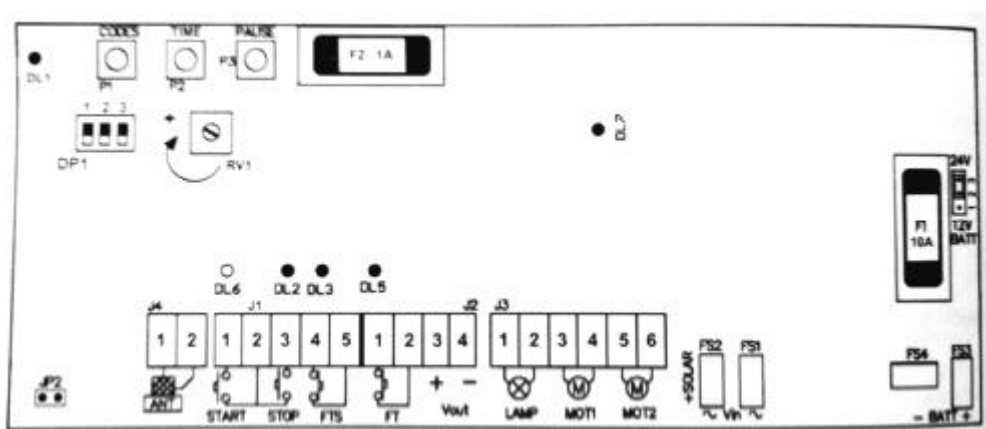 CODES TIME PAUSE
P1 P2 P3
F2 1A
DL1
1 2 3
DP1
+
RV1
DL7
24V
F1
10A
12V
BATT
DL6 DL2 DL3 DL5
J4 J1 J2 J3
1 2 1 2 3 4 5 1 2 3 4 1 2 3 4 5 6
JP2
ANT
START STOP FTS FT
+ -
Vout
M M
LAMP MOT1 MOT2
+SOLAR
FS2 FS1
~ Vin ~
FS4 FS3
- BATT +